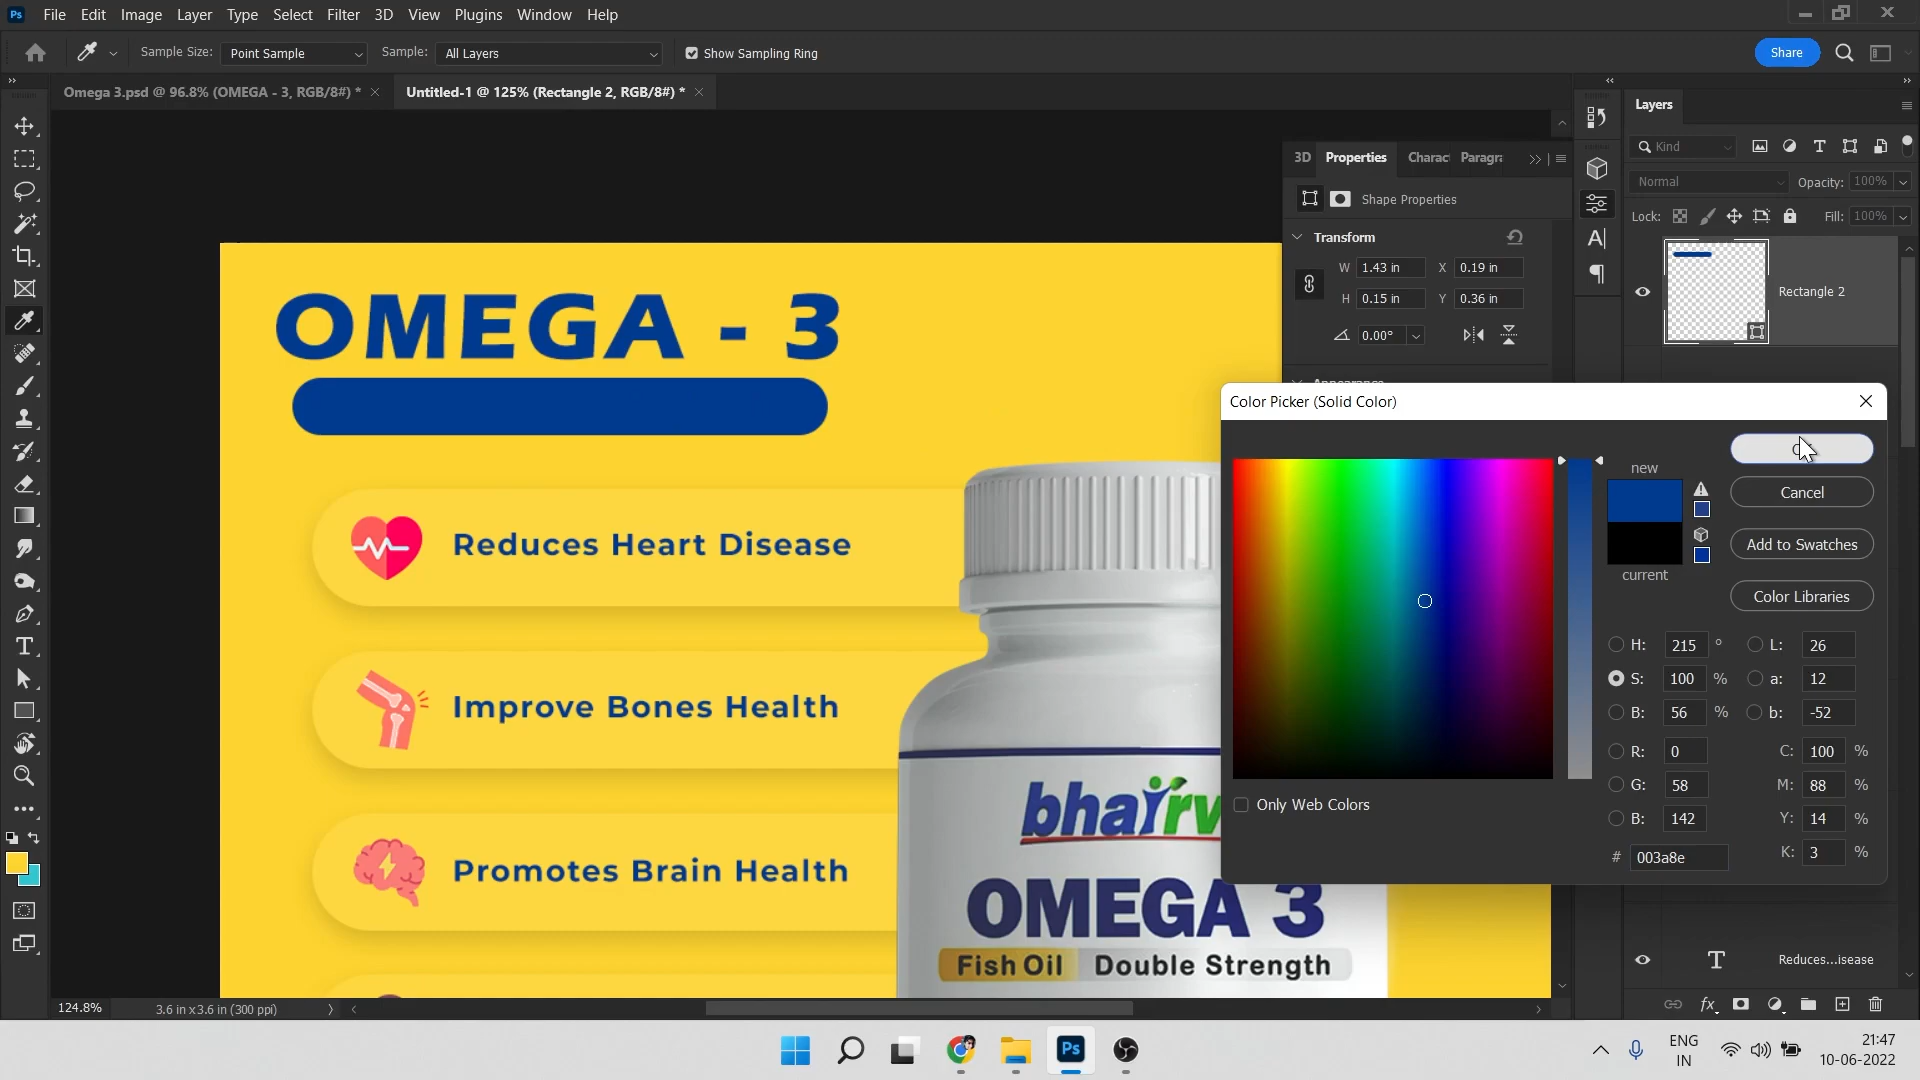 File Edit Image Layer Type Select Filter 3D View Plugins Window Help
Sample Size: Point Sample Sample: All Layers Show Sampling Ring
Share
Omega 3.psd @ 96.8% (OMEGA - 3, RGB/8#) *
Untitled-1 @ 125% (Rectangle 2, RGB/8#) *
3D Properties Charac Paragra
Shape Properties
Transform
W 1.43 in X 0.19 in
H 0.15 in Y 0.36 in
0.00°
Layers
Kind
Normal Opacity: 100%
Lock: Fill: 100%
Rectangle 2
Reduces...isease
OMEGA - 3
Reduces Heart Disease
Improve Bones Health
Promotes Brain Health
bhairv
OMEGA 3
Fish Oil Double Strength
Color Picker (Solid Color)
new
current
Cancel
Add to Swatches
Color Libraries
H: 215 ° L: 26
S: 100 % a: 12
B: 56 % b: -52
R: 0 C: 100 %
G: 58 M: 88 %
B: 142 Y: 14 %
# 003a8e K: 3 %
Only Web Colors
124.8% 3.6 in x 3.6 in (300 ppi)
Ps
ENG
IN
21:47
10-06-2022